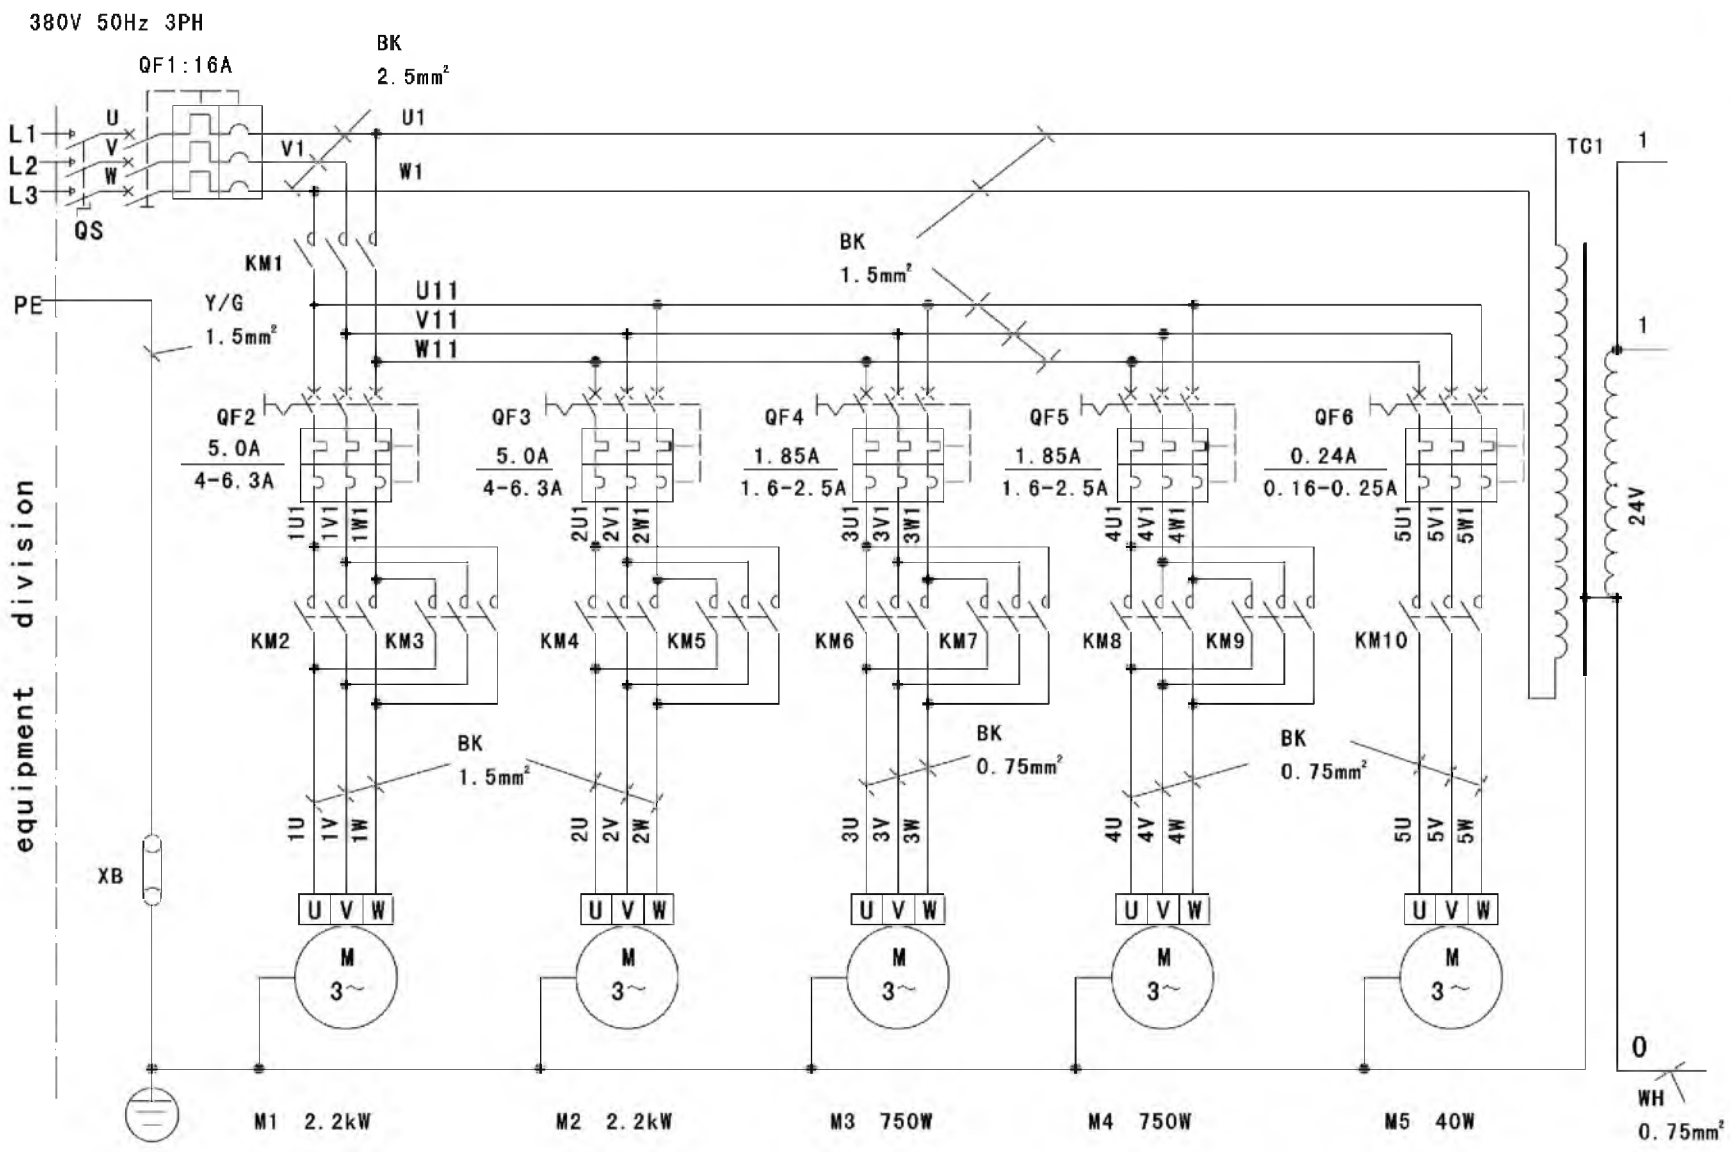 380V 50Hz 3PH
QF1:16A
BK
2.5mm²
L1
L2
L3
U
V
W
QS
V1
U1
W1
TC1
1
KM1
BK
1.5mm²
PE
Y/G
1.5mm²
U11
V11
W11
1
QF2
5.0A
4-6.3A
QF3
5.0A
4-6.3A
QF4
1.85A
1.6-2.5A
QF5
1.85A
1.6-2.5A
QF6
0.24A
0.16-0.25A
24V
1U1
1V1
1W1
2U1
2V1
2W1
3U1
3V1
3W1
4U1
4V1
4W1
5U1
5V1
5W1
equipment division
KM2
KM3
KM4
KM5
KM6
KM7
KM8
KM9
KM10
BK
1.5mm²
BK
0.75mm²
BK
0.75mm²
1U
1V
1W
2U
2V
2W
3U
3V
3W
4U
4V
4W
5U
5V
5W
XB
U V W
U V W
U V W
U V W
U V W
M
3~
M
3~
M
3~
M
3~
M
3~
0
M1 2.2kW
M2 2.2kW
M3 750W
M4 750W
M5 40W
WH
0.75mm²